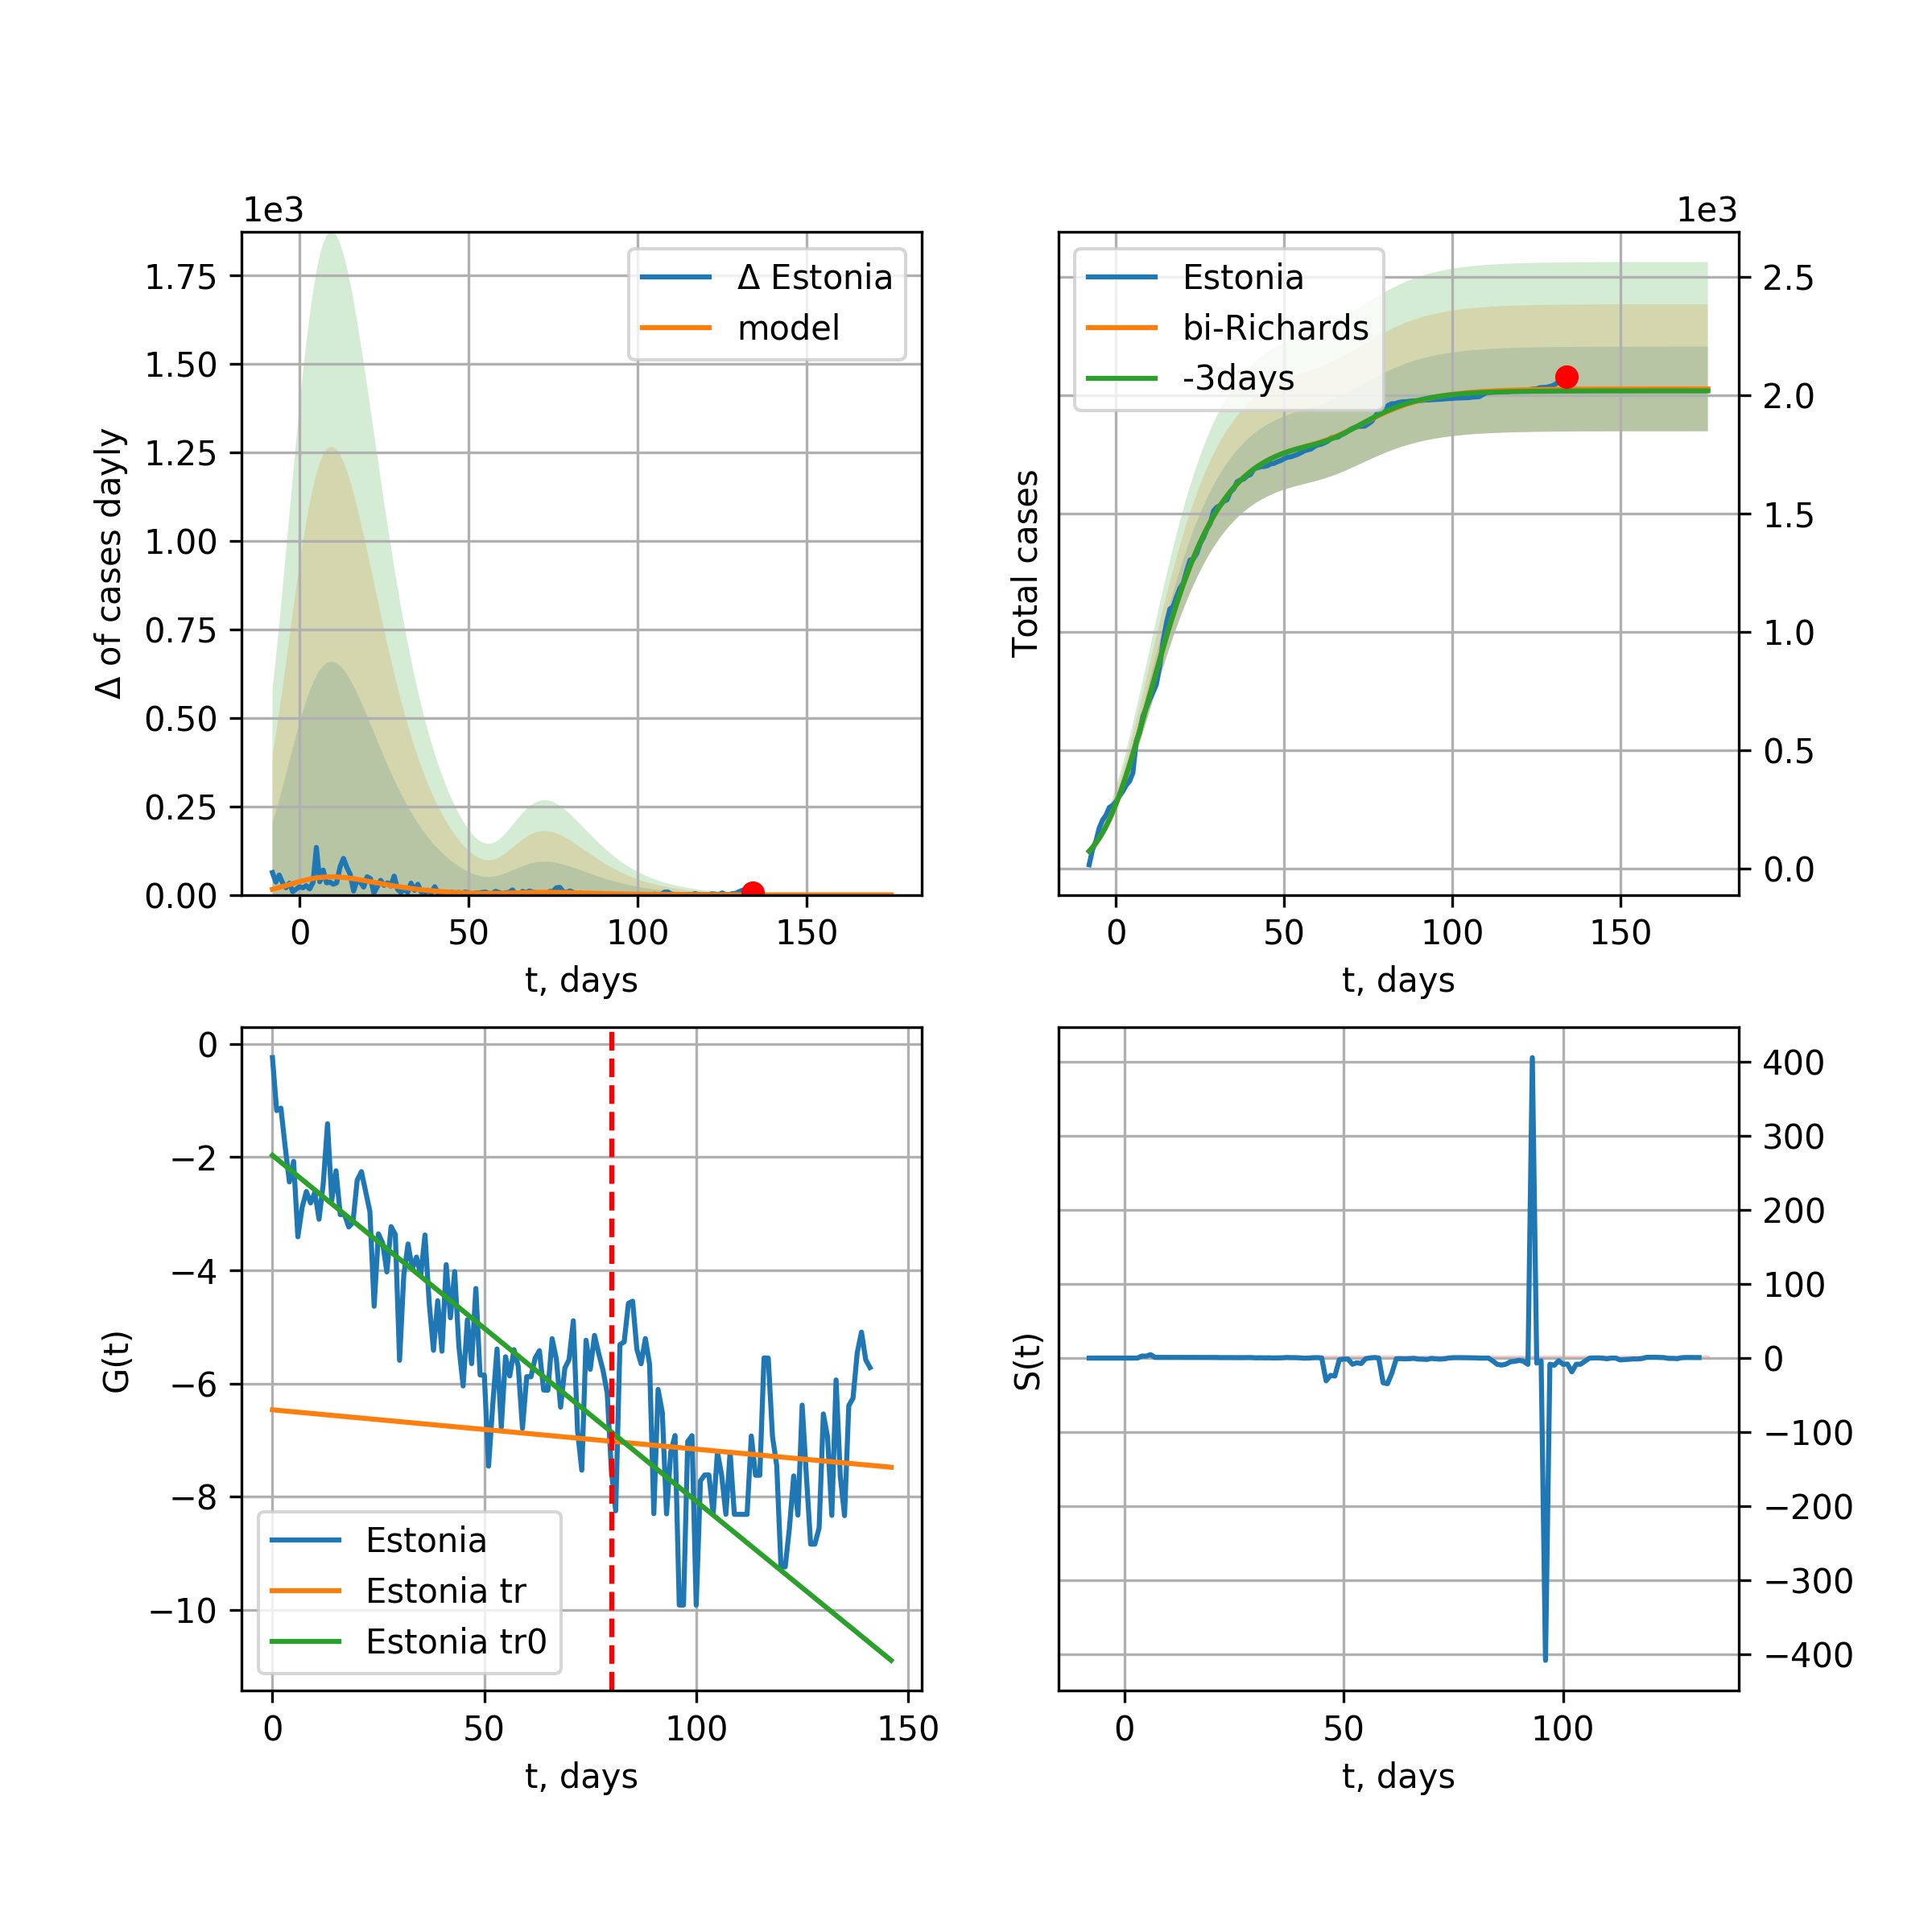 1e3
1e3
Δ of cases dayly
1.75
1.50
1.25
1.00
0.75
0.50
0.25
0.00
Δ Estonia
model
0 50 100 150
t, days
Total cases
Estonia
bi-Richards
-3days
2.5
2.0
1.5
1.0
0.5
0.0
0 50 100 150
t, days
G(t)
0
−2
−4
−6
−8
−10
Estonia
Estonia tr
Estonia tr0
0 50 100 150
t, days
S(t)
400
300
200
100
0
−100
−200
−300
−400
0 50 100
t, days